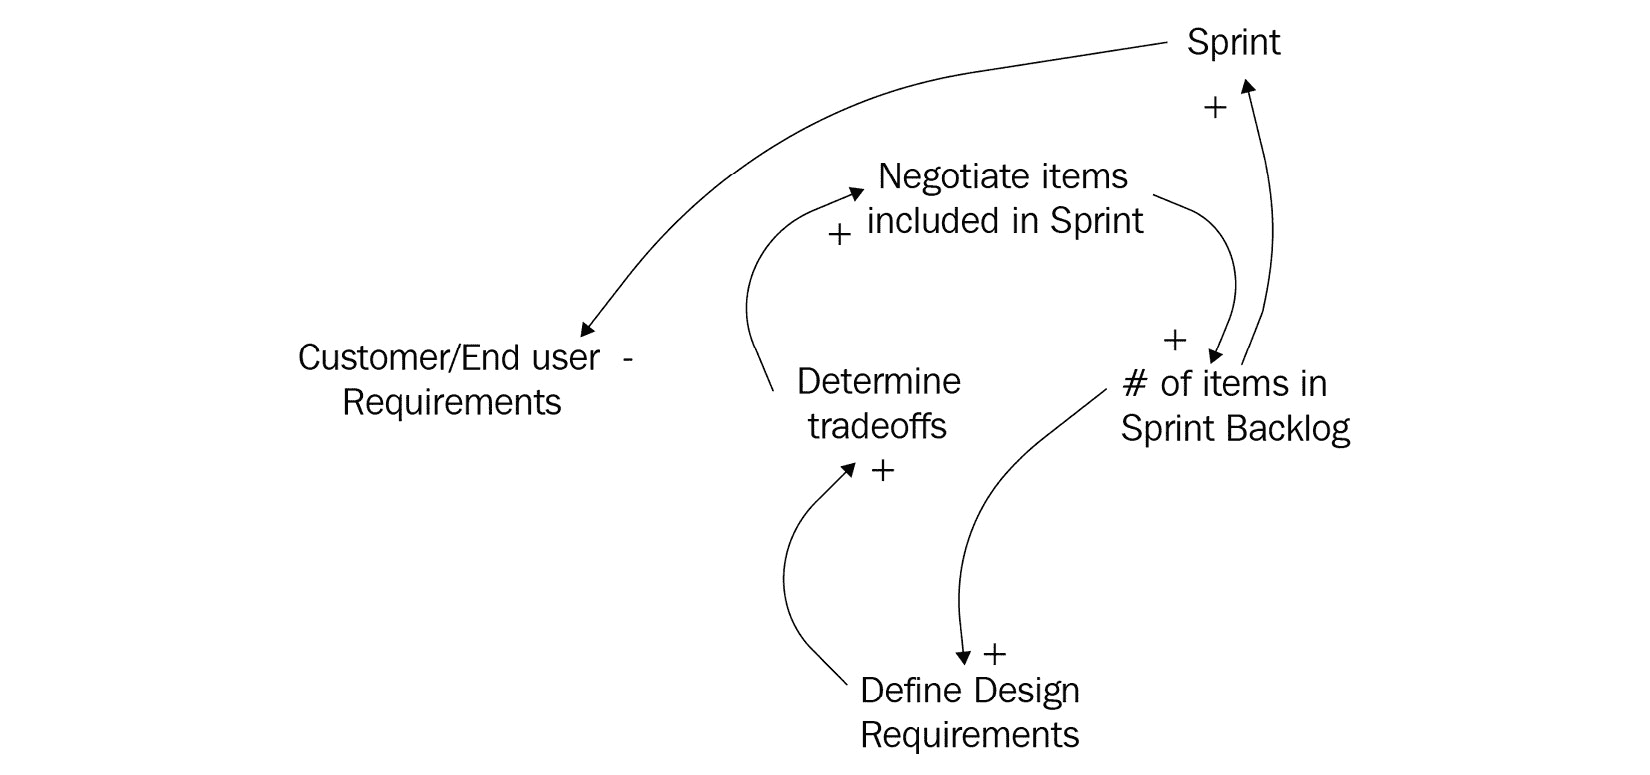 Sprint
+
Negotiate items
included in Sprint
+
+
Customer/End user -
Requirements
Determine
tradeoffs
+
# of items in
Sprint Backlog
+
Define Design
Requirements